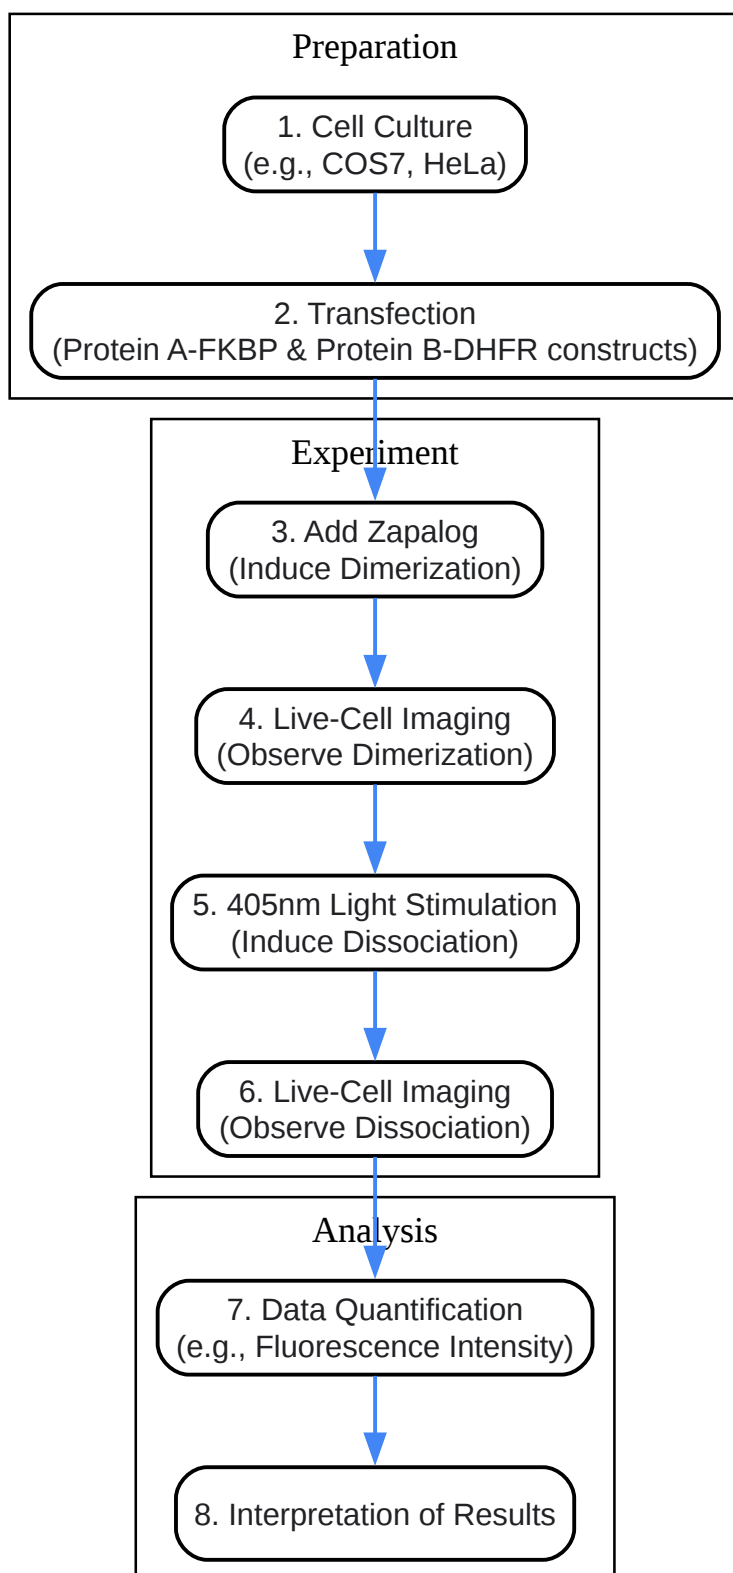 Preparation
1. Cell Culture
(e.g., COS7, HeLa)
2. Transfection
(Protein A-FKBP & Protein B-DHFR constructs)
Experiment
3. Add Zapalog
(Induce Dimerization)
4. Live-Cell Imaging
(Observe Dimerization)
5. 405nm Light Stimulation
(Induce Dissociation)
6. Live-Cell Imaging
(Observe Dissociation)
Analysis
7. Data Quantification
(e.g., Fluorescence Intensity)
8. Interpretation of Results